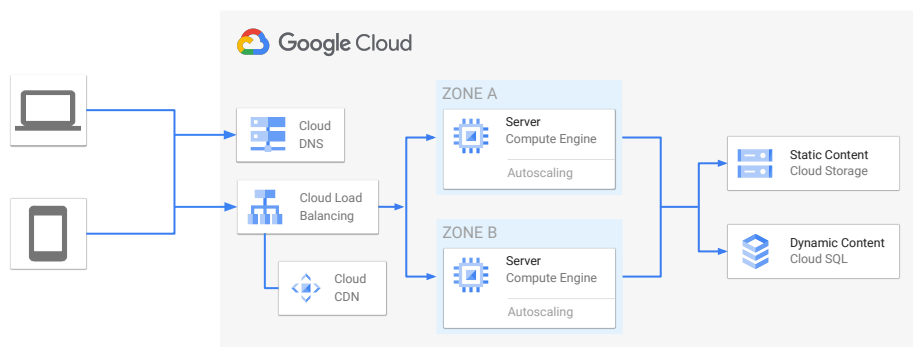 Google Cloud
ZONE A
Server
Compute Engine
Autoscaling
Cloud
DNS
Cloud Load
Balancing
Cloud
CDN
ZONE B
Server
Compute Engine
Autoscaling
Static Content
Cloud Storage
Dynamic Content
Cloud SQL